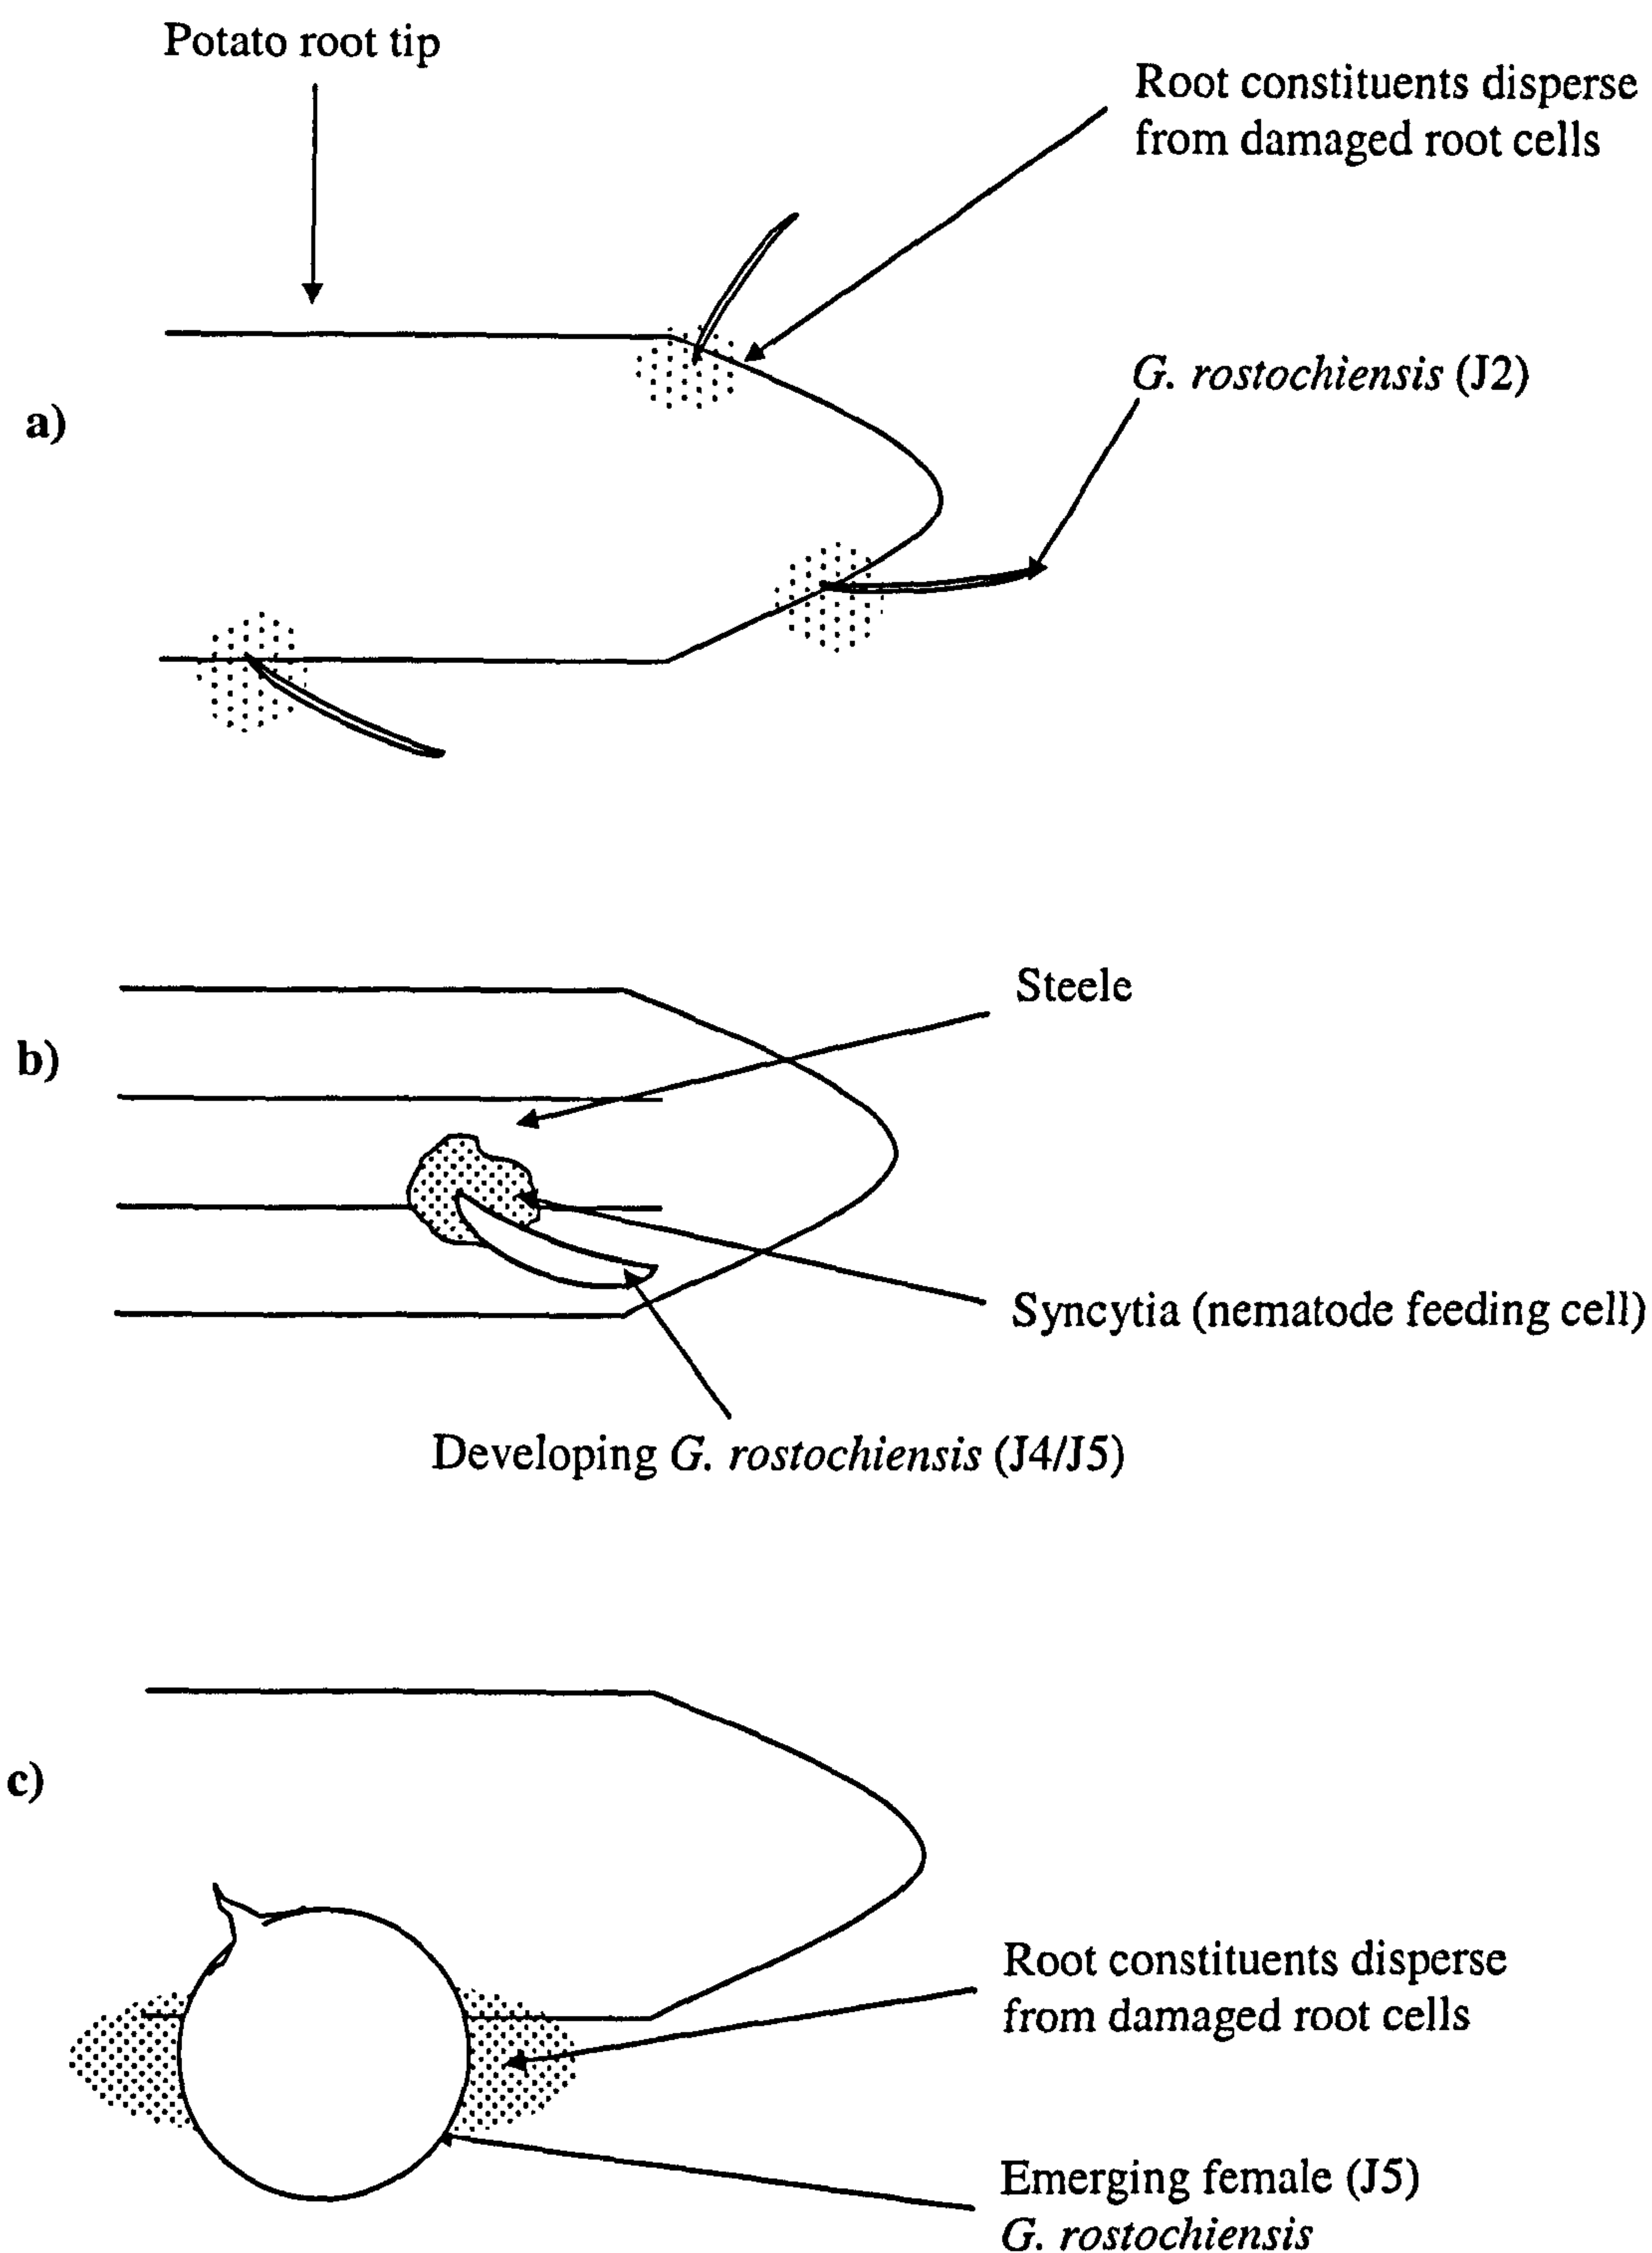 Potato root tip
Root constituents disperse
from damaged root cells
G. rostochiensis (J2)
a)
Steele
b)
Syncytia (nematode feeding cell)
Developing G. rostochiensis (J4/J5)
c)
Root constituents disperse
from damaged root cells
Emerging female (J5)
G. rostochiensis